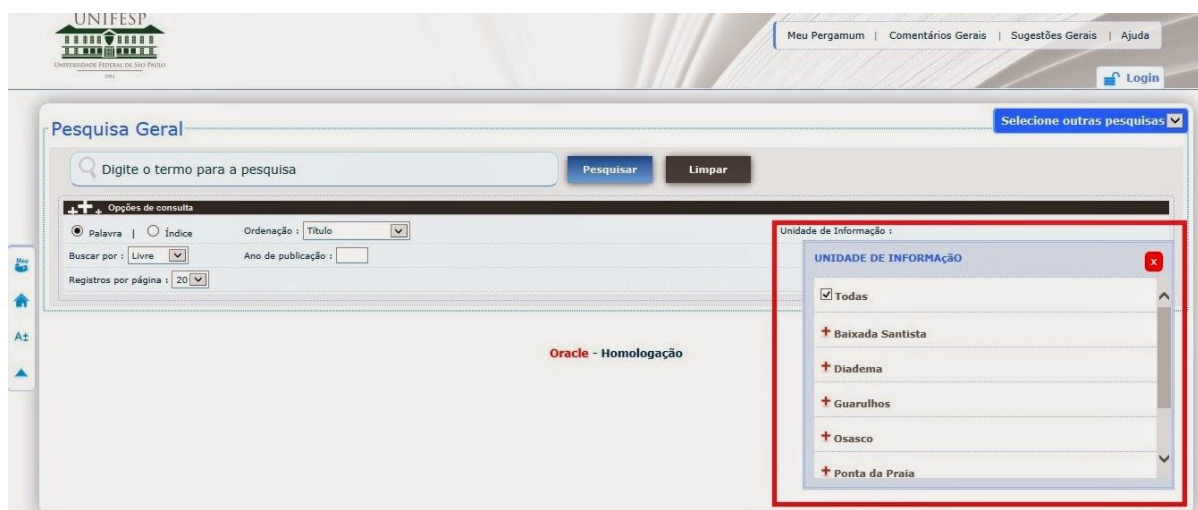 UNIFESP
UNIVERSIDADE FEDERAL DE SÃO PAULO
Meu Pergamum | Comentários Gerais | Sugestões Gerais | Ajuda
Login
Pesquisa Geral
Selecione outras pesquisas
Digite o termo para a pesquisa
Pesquisar
Limpar
Opções de consulta
Palavra | Índice
Ordenação : Título
Unidade de Informação :
Buscar por : Livre
Ano de publicação :
Registros por página : 20
UNIDADE DE INFORMAçãO
x
Todas
Baixada Santista
Diadema
Guarulhos
Osasco
Ponta da Praia
Meu
A±
Oracle - Homologação